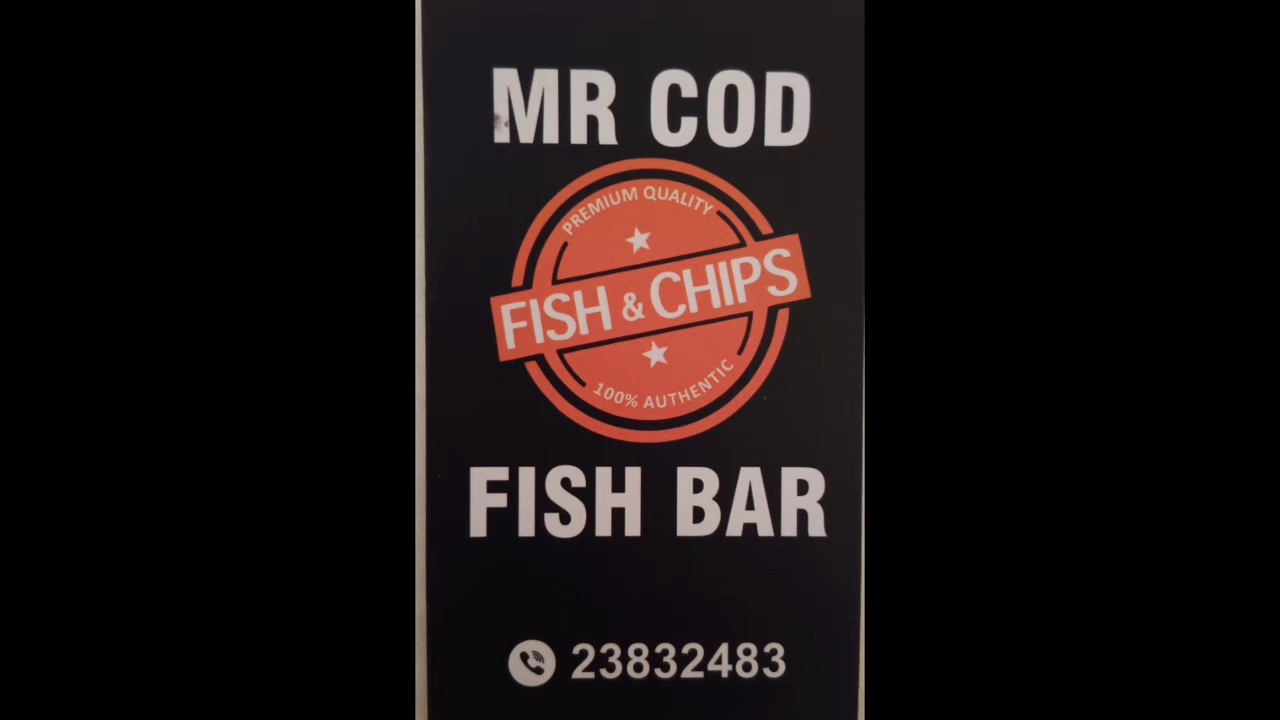 MR COD
PREMIUM QUALITY
FISH & CHIPS
100% AUTHENTIC
FISH BAR
23832483